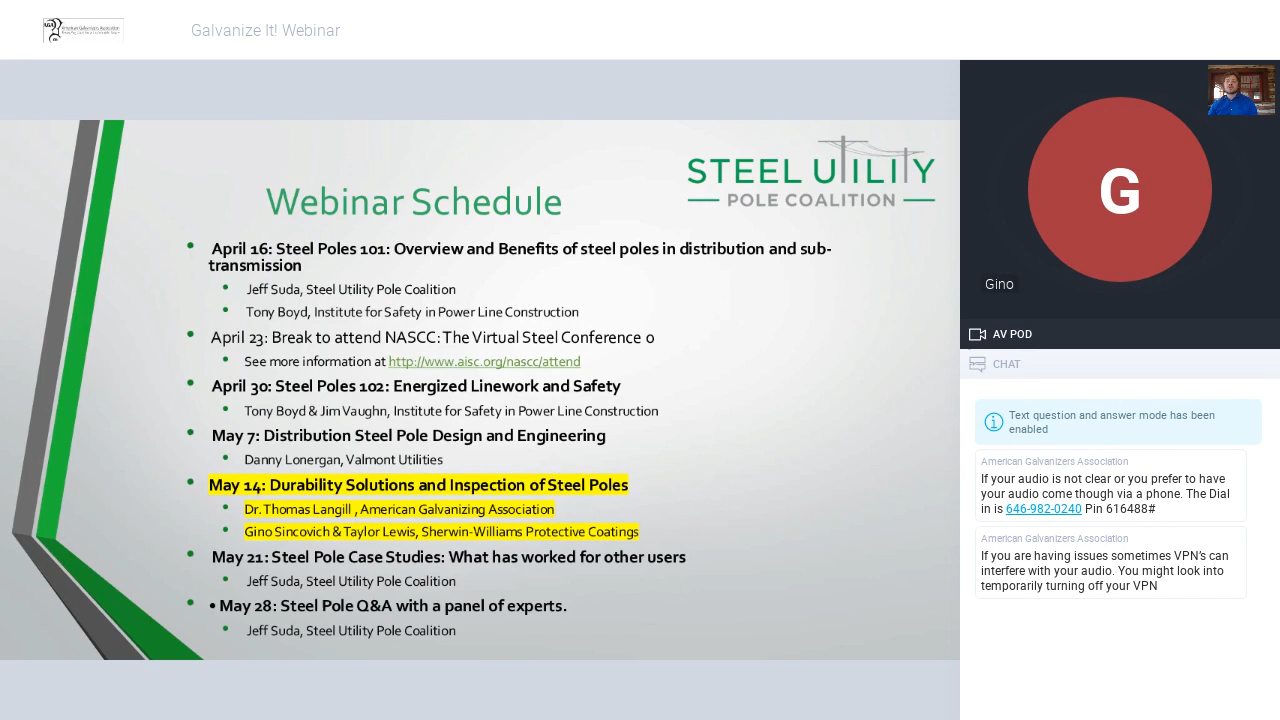 AGA
American Galvanizers Association
Galvanize It! Webinar
STEEL UTILITY
POLE COALITION
Webinar Schedule
• April 16: Steel Poles 101: Overview and Benefits of steel poles in distribution and sub-
transmission
• Jeff Suda, Steel Utility Pole Coalition
• Tony Boyd, Institute for Safety in Power Line Construction
• April 23: Break to attend NASCC: The Virtual Steel Conference o
• See more information at http://www.aisc.org/nascc/attend
• April 30: Steel Poles 102: Energized Linework and Safety
• Tony Boyd & Jim Vaughn, Institute for Safety in Power Line Construction
• May 7: Distribution Steel Pole Design and Engineering
• Danny Lonergan, Valmont Utilities
• May 14: Durability Solutions and Inspection of Steel Poles
• Dr. Thomas Langill , American Galvanizing Association
• Gino Sincovich & Taylor Lewis, Sherwin-Williams Protective Coatings
• May 21: Steel Pole Case Studies: What has worked for other users
• Jeff Suda, Steel Utility Pole Coalition
• • May 28: Steel Pole Q&A with a panel of experts.
• Jeff Suda, Steel Utility Pole Coalition
G
Gino
AV POD
CHAT
Text question and answer mode has been
enabled
American Galvanizers Association
If your audio is not clear or you prefer to have
your audio come though via a phone. The Dial
in is 646-982-0240 Pin 616488#
American Galvanizers Association
If you are having issues sometimes VPN's can
interfere with your audio. You might look into
temporarily turning off your VPN